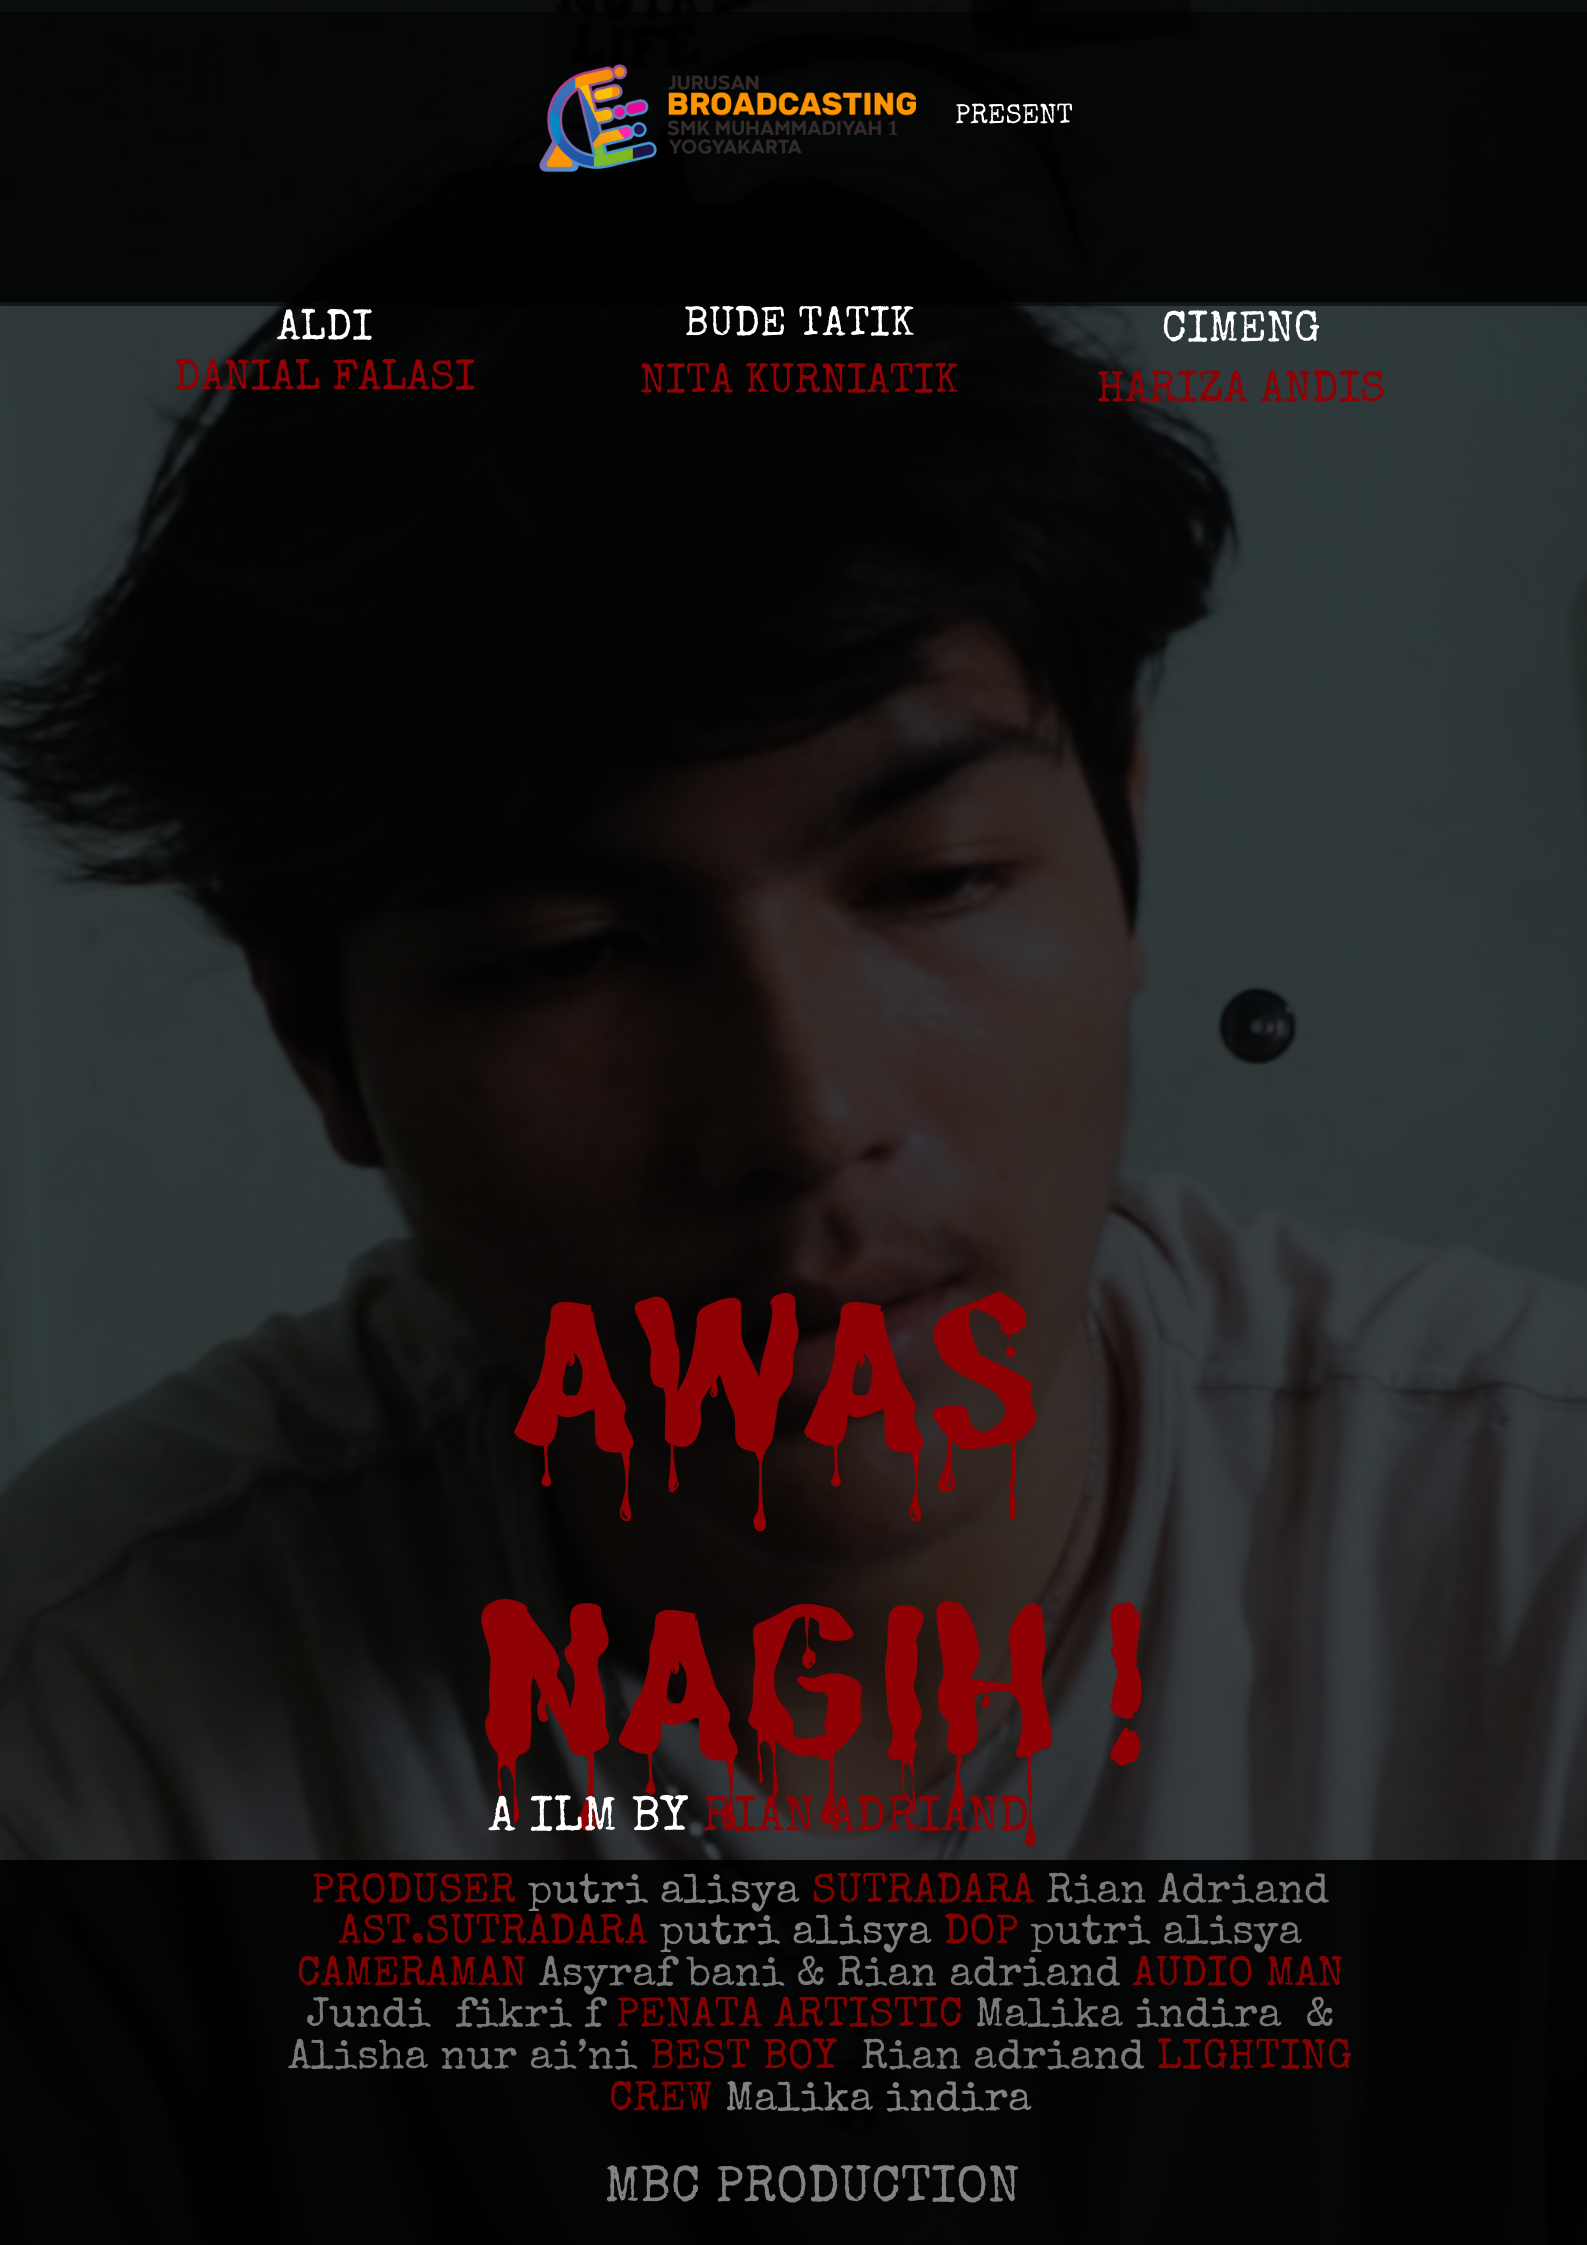 LIFE
JURUSAN
BROADCASTING
SMK MUHAMMADIYAH 1
YOGYAKARTA
PRESENT
ALDI
BUDE TATIK
CIMENG
DANIAL FALASI
NITA KURNIATIK
HARIZA ANDIS
AWAS
NAGIH !
A ILM BY RIAN ADRIAND
PRODUSER putri alisya SUTRADARA Rian Adriand
AST.SUTRADARA putri alisya DOP putri alisya
CAMERAMAN Asyraf bani & Rian adriand AUDIO MAN
Jundi fikri f PENATA ARTISTIC Malika indira &
Alisha nur ai’ni BEST BOY Rian adriand LIGHTING
CREW Malika indira
MBC PRODUCTION